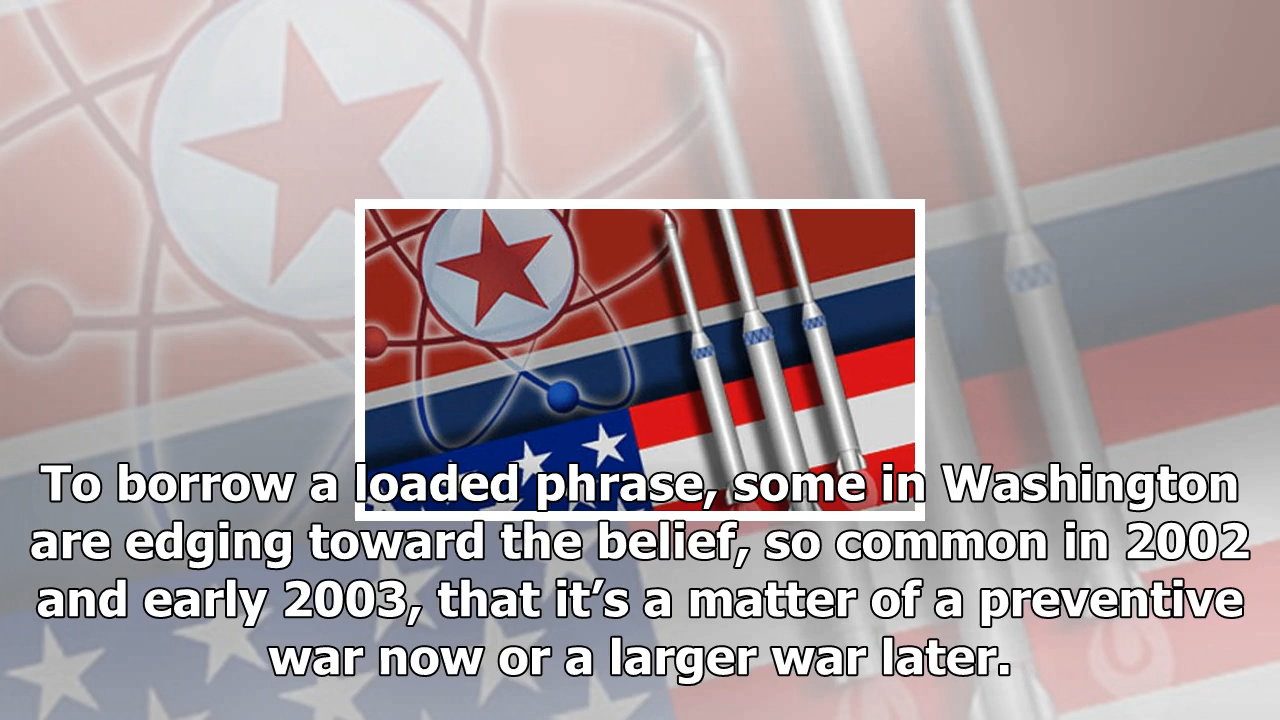 To borrow a loaded phrase, some in Washington
are edging toward the belief, so common in 2002
and early 2003, that it’s a matter of a preventive
war now or a larger war later.